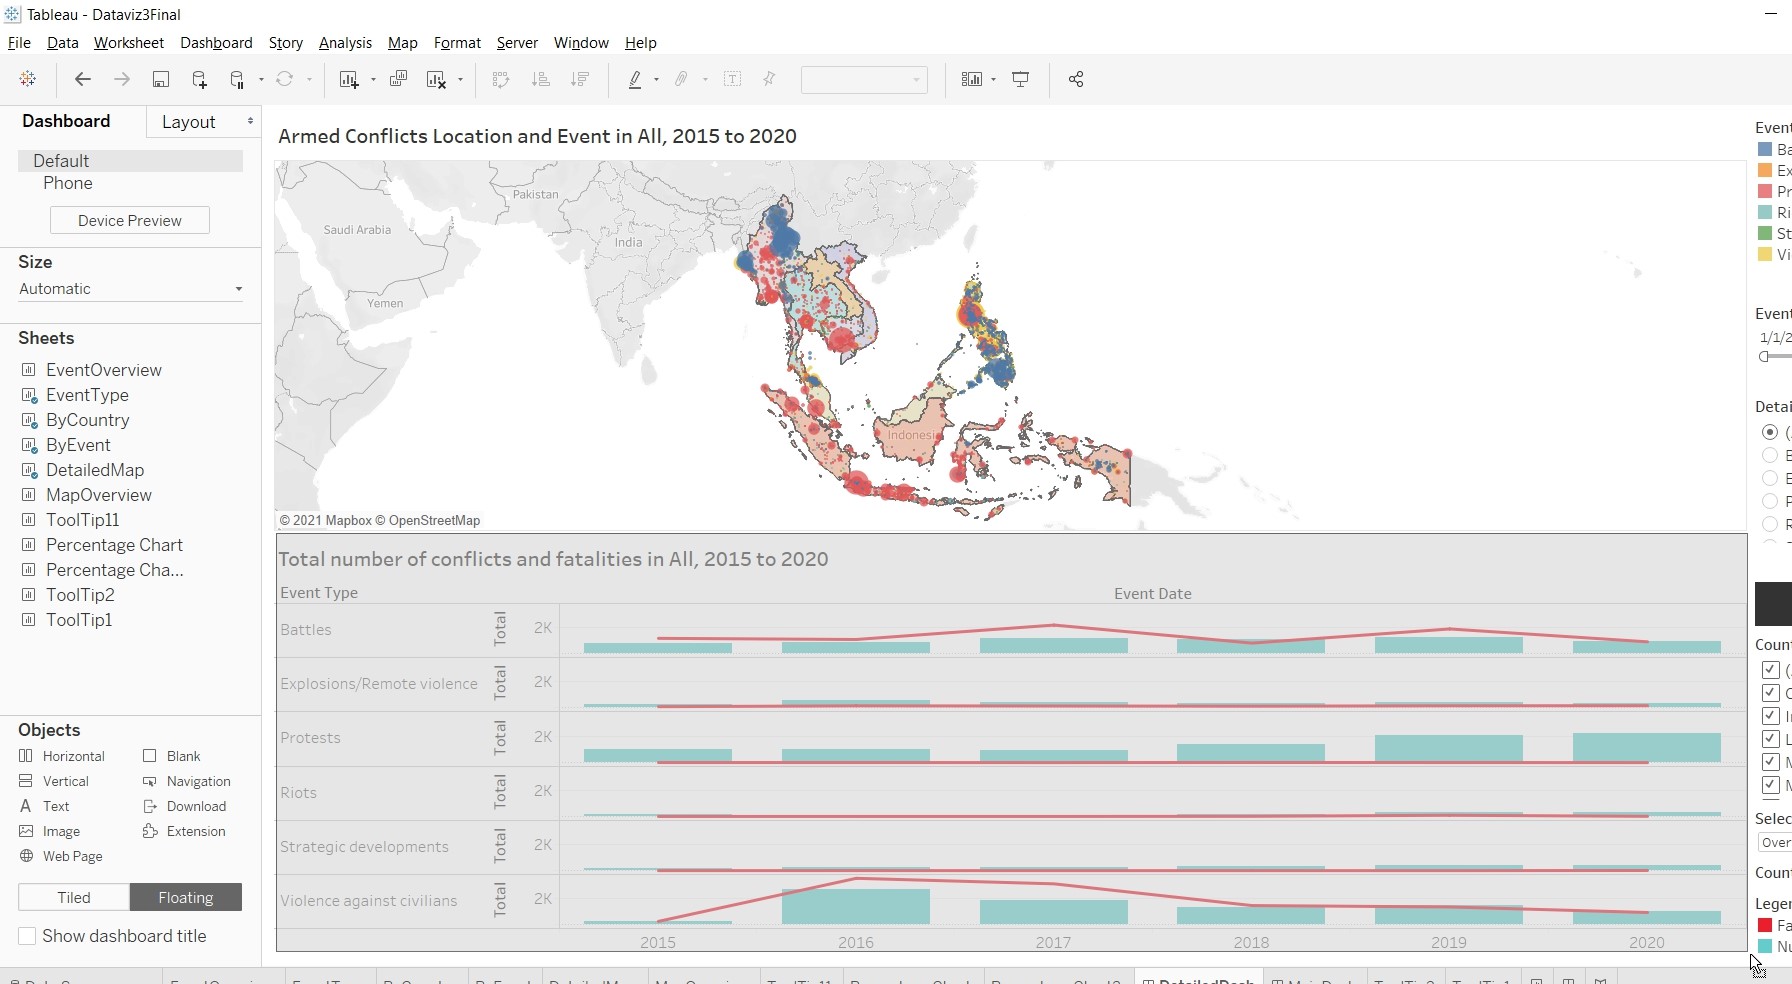 Tableau - Dataviz3Final
File Data Worksheet Dashboard Story Analysis Map Format Server Window Help
Dashboard Layout
Default
Phone
Device Preview
Size
Automatic
Sheets
EventOverview
EventType
ByCountry
ByEvent
DetailedMap
MapOverview
ToolTip11
Percentage Chart
Percentage Cha...
ToolTip2
ToolTip1
Objects
Horizontal Blank
Vertical Navigation
Text Download
Image Extension
Web Page
Tiled Floating
Show dashboard title
Armed Conflicts Location and Event in All, 2015 to 2020
Pakistan
Saudi Arabia
India
Yemen
Indonesia
© 2021 Mapbox © OpenStreetMap
Total number of conflicts and fatalities in All, 2015 to 2020
Event Type Event Date
Battles Total 2K
Explosions/Remote violence Total 2K
Protests Total 2K
Riots Total 2K
Strategic developments Total 2K
Violence against civilians Total 2K
2015 2016 2017 2018 2019 2020
Event
Ba
Ex
Pr
Ri
St
Vi
Event
1/1/2
Detai
Coun
Selec
Over
Coun
Legen
Fa
Nu
DetailedDash